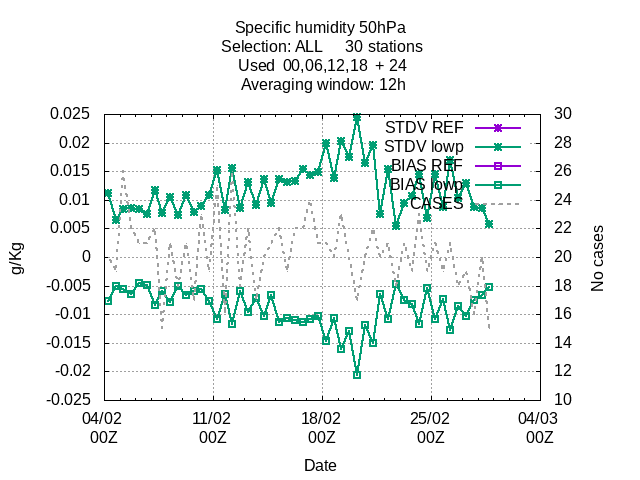 Specific humidity 50hPa
Selection: ALL 30 stations
Used 00,06,12,18 + 24
Averaging window: 12h
STDV REF
STDV lowp
BIAS REF
BIAS lowp
CASES
0.025
0.02
0.015
0.01
0.005
0
-0.005
-0.01
-0.015
-0.02
-0.025
g/Kg
30
28
26
24
22
20
18
16
14
12
10
No cases
04/02 11/02 18/02 25/02 04/03
00Z 00Z 00Z 00Z 00Z
Date